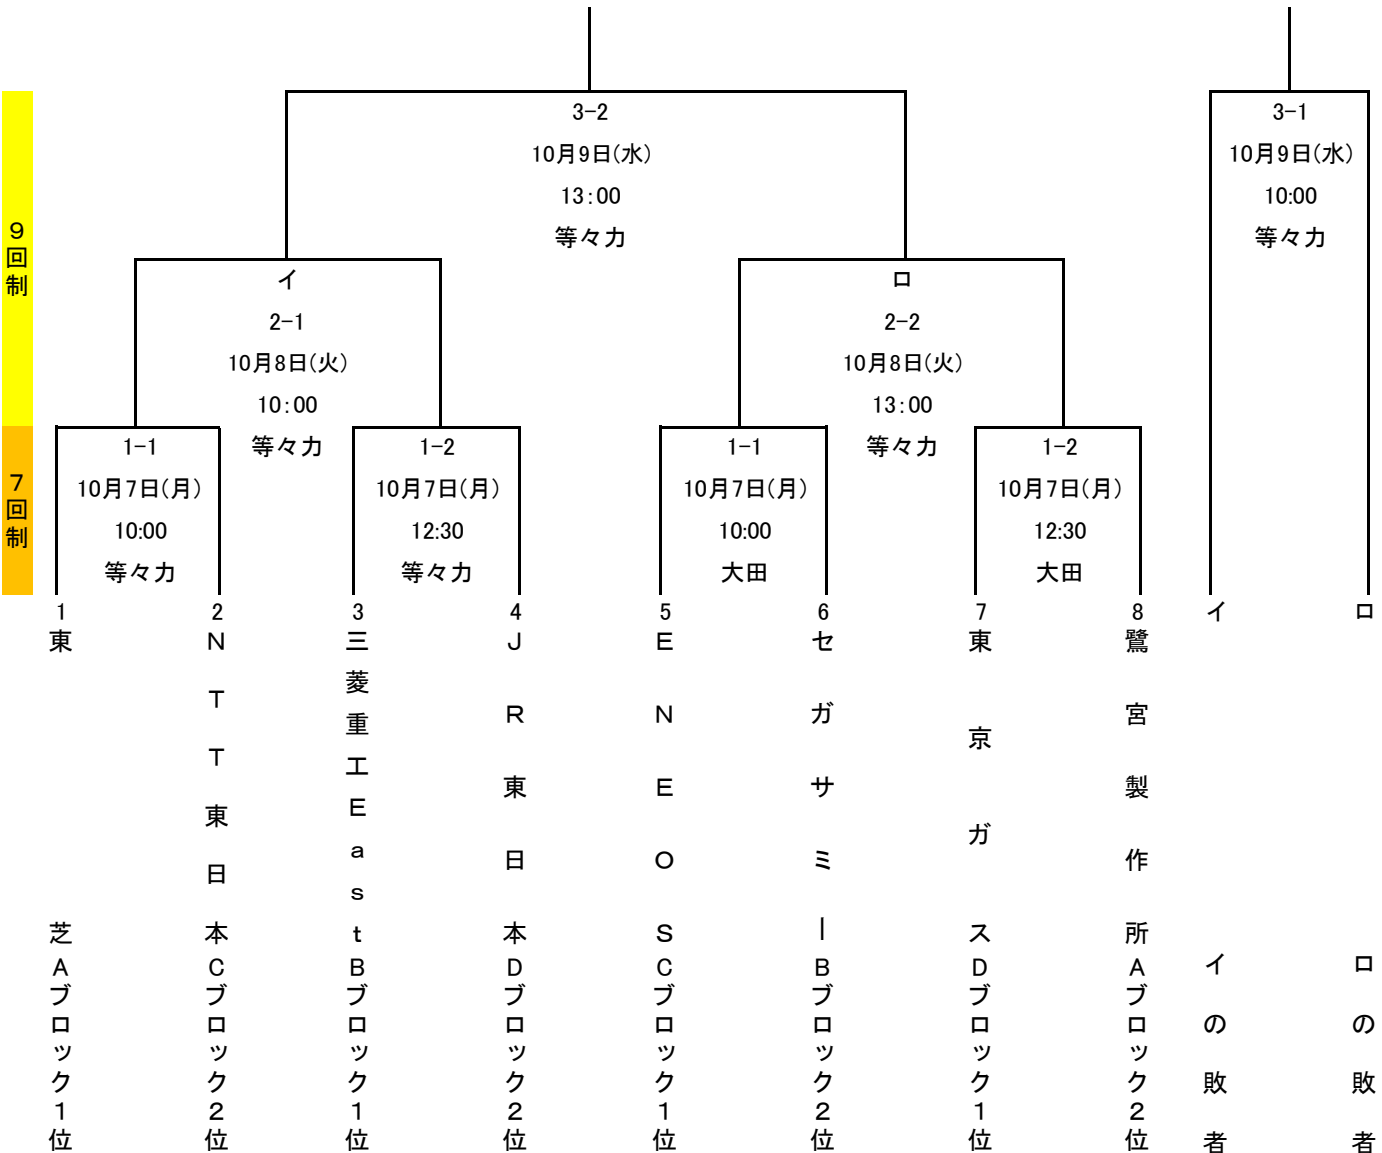 3-2
10月9日(水)
13:00
等々力
3-1
10月9日(水)
10:00
等々力
9回制
イ
2-1
10月8日(火)
10:00
等々力
ロ
2-2
10月8日(火)
13:00
等々力
7回制
1-1
10月7日(月)
10:00
等々力
1-2
10月7日(月)
12:30
等々力
1-1
10月7日(月)
10:00
大田
1-2
10月7日(月)
12:30
大田
1
東芝
Aブロック1位
2
NTT東日本
Cブロック2位
3
三菱重工East
Bブロック1位
4
JR東日本
Dブロック2位
5
ENEOS
Cブロック1位
6
セガサミー
Bブロック2位
7
東京ガス
Dブロック1位
8
鷺宮製作所
Aブロック2位
イ
イの敗者
ロ
ロの敗者